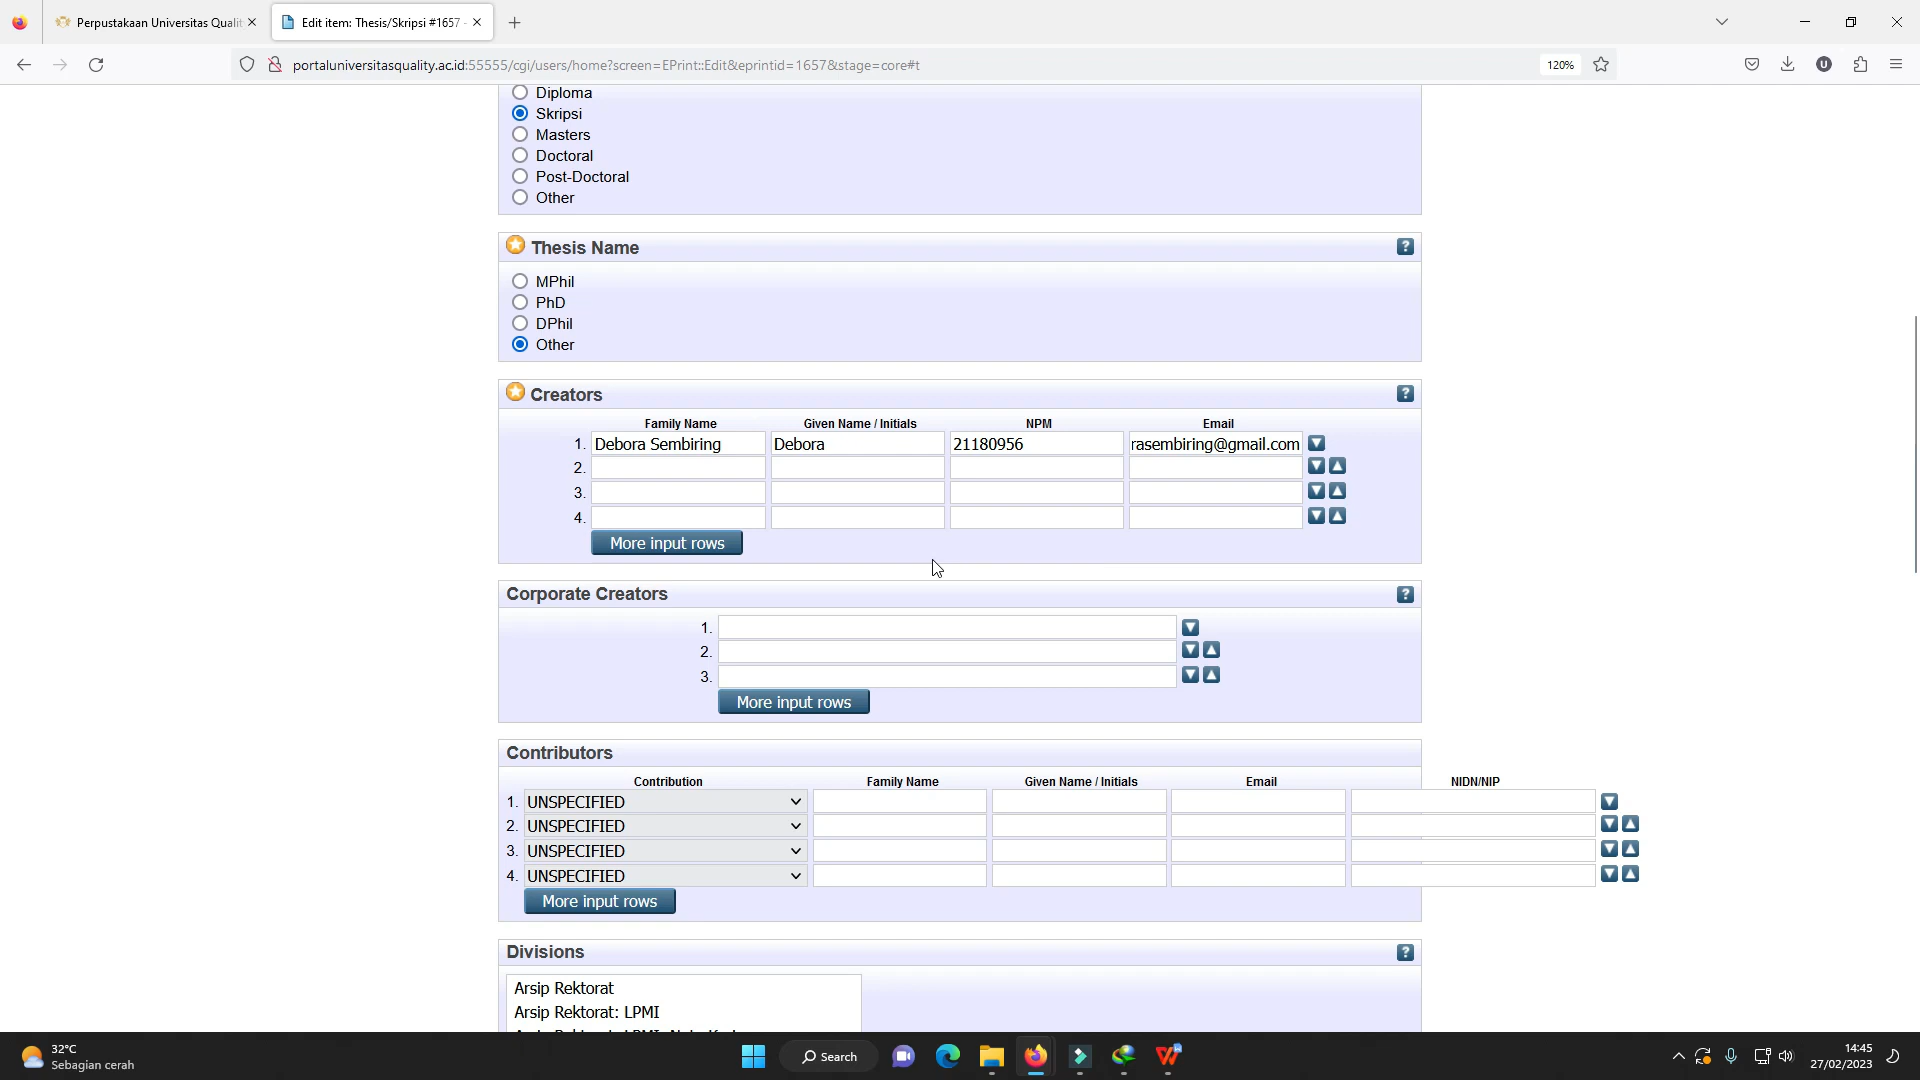 Perpustakaan Universitas Qualit
Edit item: Thesis/Skripsi #1657 -
portaluniversitasquality.ac.id:55555/cgi/users/home?screen=EPrint::Edit&eprintid=1657&stage=core#t
120%
U
Diploma
Skripsi
Masters
Doctoral
Post-Doctoral
Other
Thesis Name
?
MPhil
PhD
DPhil
Other
Creators
?
Family Name Given Name / Initials NPM Email
1. Debora Sembiring Debora 21180956 rasembiring@gmail.com
2.
3.
4.
More input rows
Corporate Creators
?
1.
2.
3.
More input rows
Contributors
Contribution Family Name Given Name / Initials Email NIDN/NIP
1. UNSPECIFIED
2. UNSPECIFIED
3. UNSPECIFIED
4. UNSPECIFIED
More input rows
Divisions
?
Arsip Rektorat
Arsip Rektorat: LPMI
32°C
Sebagian cerah
Search
14:45
27/02/2023